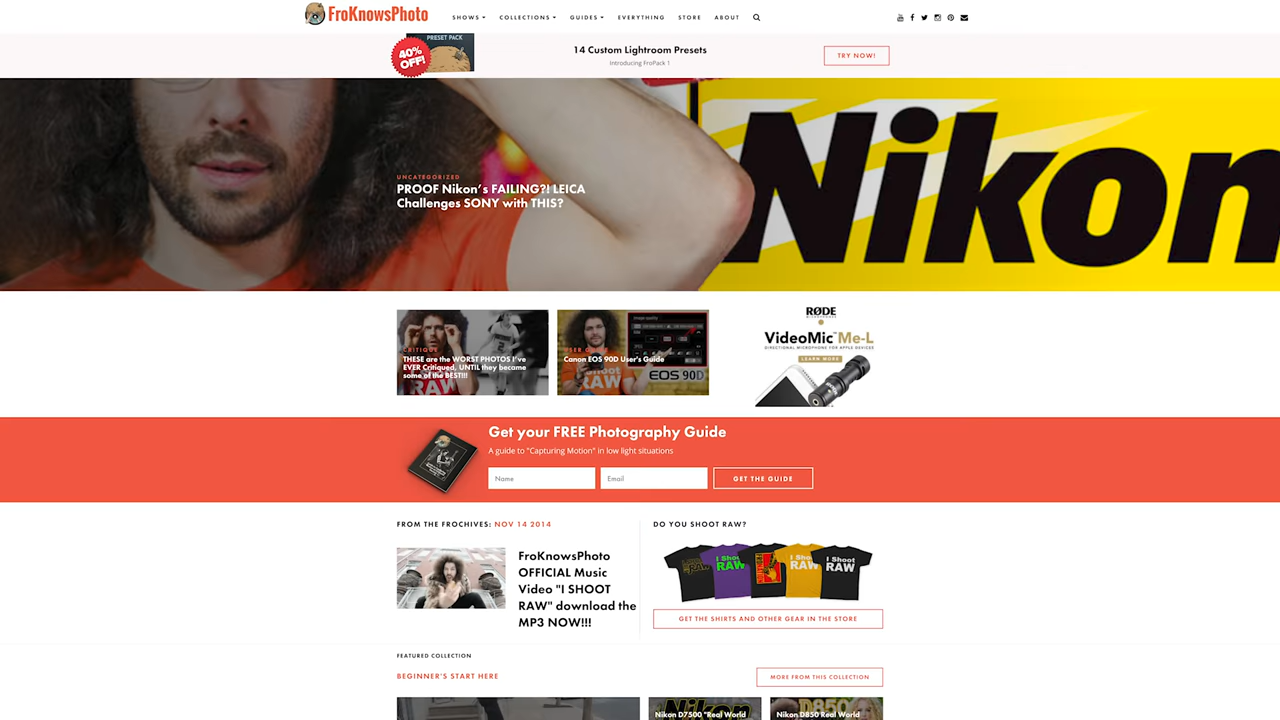 FroKnowsPhoto
SHOWS COLLECTIONS GUIDES EVERYTHING STORE ABOUT
PRESET PACK
40% OFF!
14 Custom Lightroom Presets
Introducing FroPack 1
TRY NOW!
Nikon
UNCATEGORIZED
PROOF Nikon's FAILING?! LEICA
Challenges SONY with THIS?
CRITIQUE
THESE are the WORST PHOTOS I've
EVER Critiqued, UNTIL they became
some of the BEST!!!
RAW
Canon EOS 90D User's Guide
I Shoot
RAW
EOS 90D
RØDE
MICROPHONES
VideoMic™ Me-L
DIRECTIONAL MICROPHONE FOR APPLE DEVICES
LEARN MORE
Get your FREE Photography Guide
A guide to "Capturing Motion" in low light situations
Name
Email
GET THE GUIDE
FROM THE FROCHIVES: NOV 14 2014
FroKnowsPhoto
OFFICIAL Music
Video "I SHOOT
RAW" download the
MP3 NOW!!!
DO YOU SHOOT RAW?
I Shoot
RAW
I Shoot
RAW
GET THE SHIRTS AND OTHER GEAR IN THE STORE
FEATURED COLLECTION
BEGINNER'S START HERE
MORE FROM THIS COLLECTION
Nikon
Nikon D7500 "Real World
D850
Nikon D850 Real World